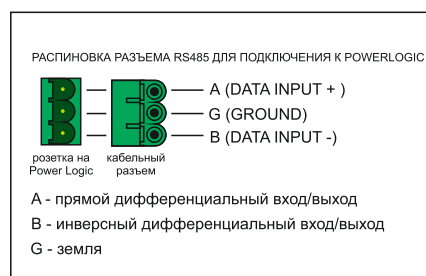 РАСПИНОВКА РАЗЪЕМА RS485 ДЛЯ ПОДКЛЮЧЕНИЯ К POWERLOGIC
A (DATA INPUT + )
G (GROUND)
B (DATA INPUT -)
розетка на Power Logic
кабельный разъем
A - прямой дифференциальный вход/выход
B - инверсный дифференциальный вход/выход
G - земля